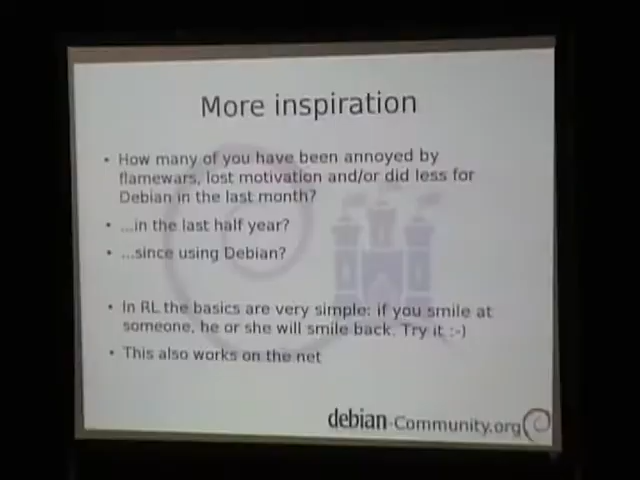 More inspiration
• How many of you have been annoyed by
flamewars, lost motivation and/or did less for
Debian in the last month?
• ...in the last half year?
• ...since using Debian?
• In RL the basics are very simple: if you smile at
someone, he or she will smile back. Try it :-)
• This also works on the net
debian-Community.org